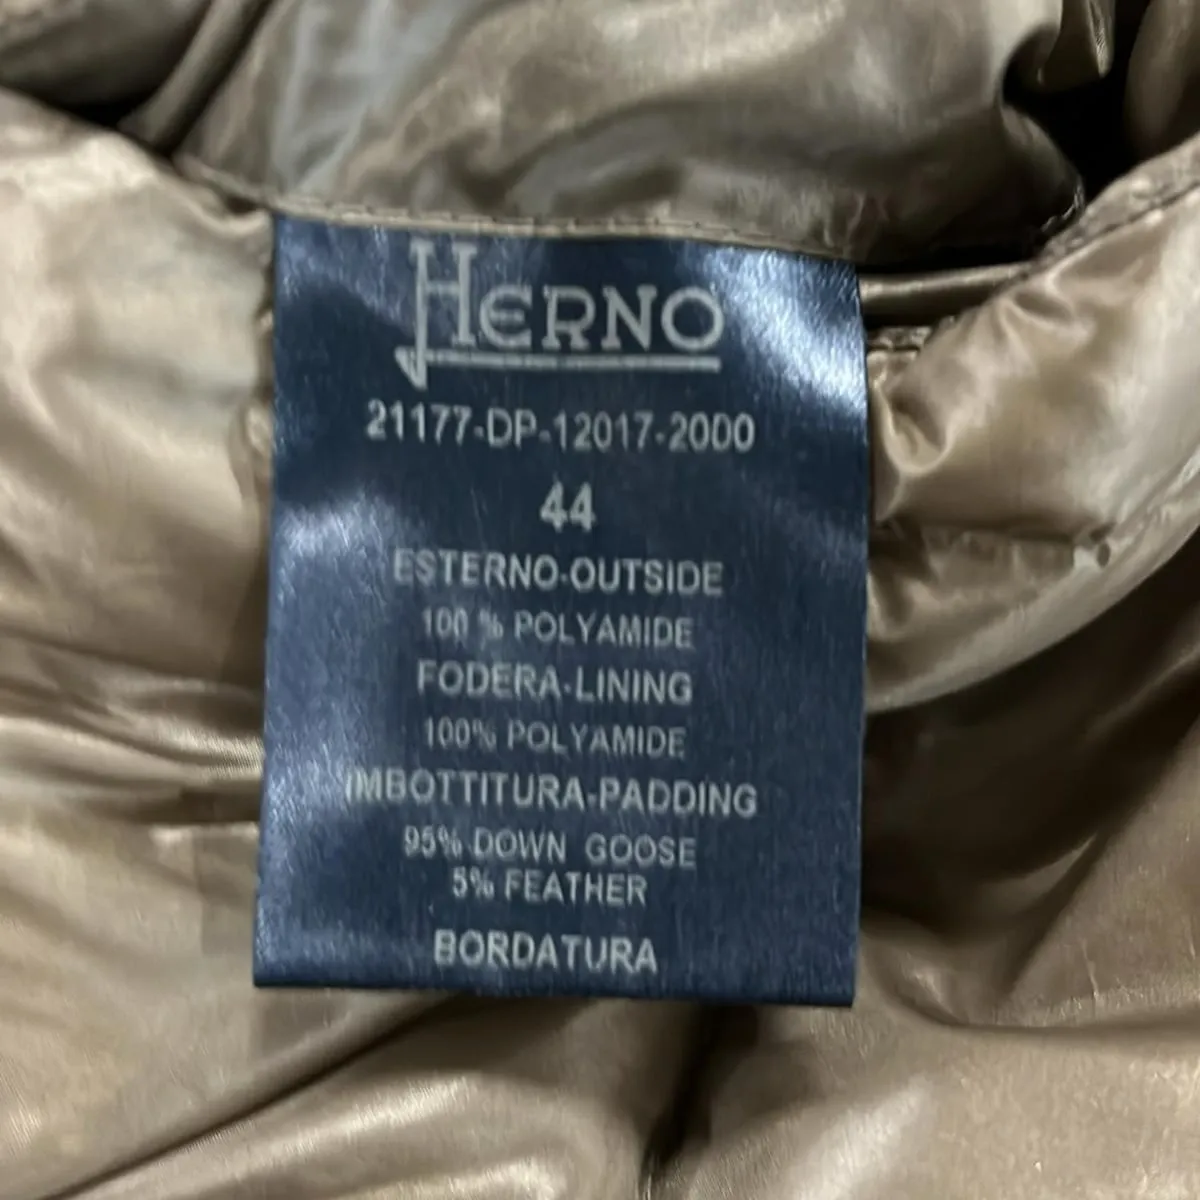 HERNO
21177-DP-12017-2000
44
ESTERNO-OUTSIDE
100 % POLYAMIDE
FODERA-LINING
100% POLYAMIDE
IMBOTTITURA-PADDING
95% DOWN GOOSE
5% FEATHER
BORDATURA